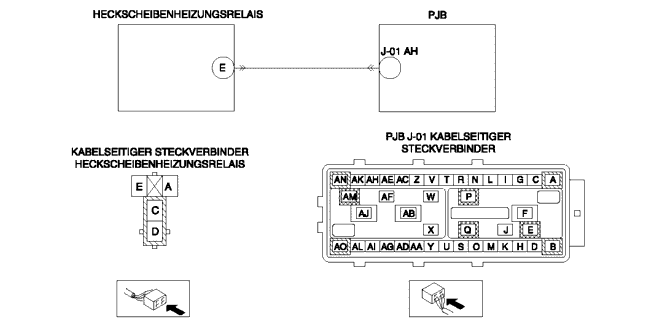 HECKSCHEIBENHEIZUNGSRELAIS
PJB
J-01 AH
E
KABELSEITIGER STECKVERBINDER
HECKSCHEIBENHEIZUNGSRELAIS
PJB J-01 KABELSEITIGER
STECKVERBINDER
E A
C
D
AN AK AH AE AC Z V T R N L I G C A
AM AF W P
AJ AB F
X Q J E
AO AL AI AG AD AA Y U S O M K H D B